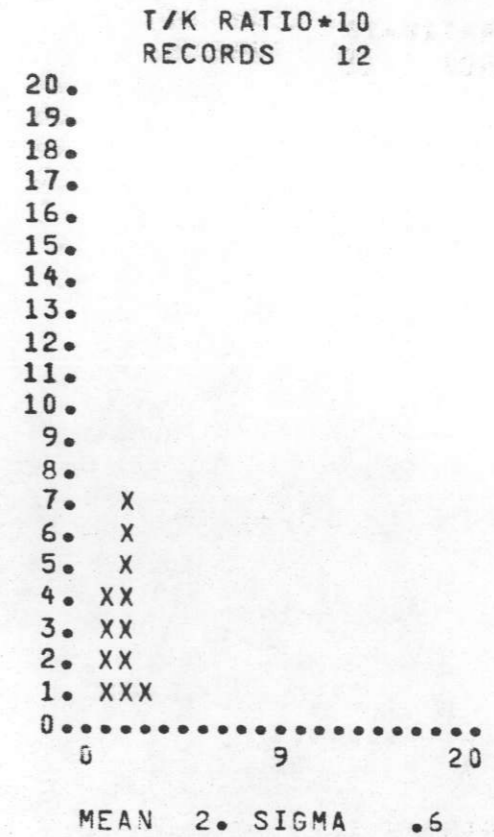 T/K RATIO*10
RECORDS 12
20.
19.
18.
17.
16.
15.
14.
13.
12.
11.
10.
9.
8.
7. X
6. X
5. X
4. XX
3. XX
2. XX
1. XXX
0.....................
0 9 20
MEAN 2. SIGMA .6